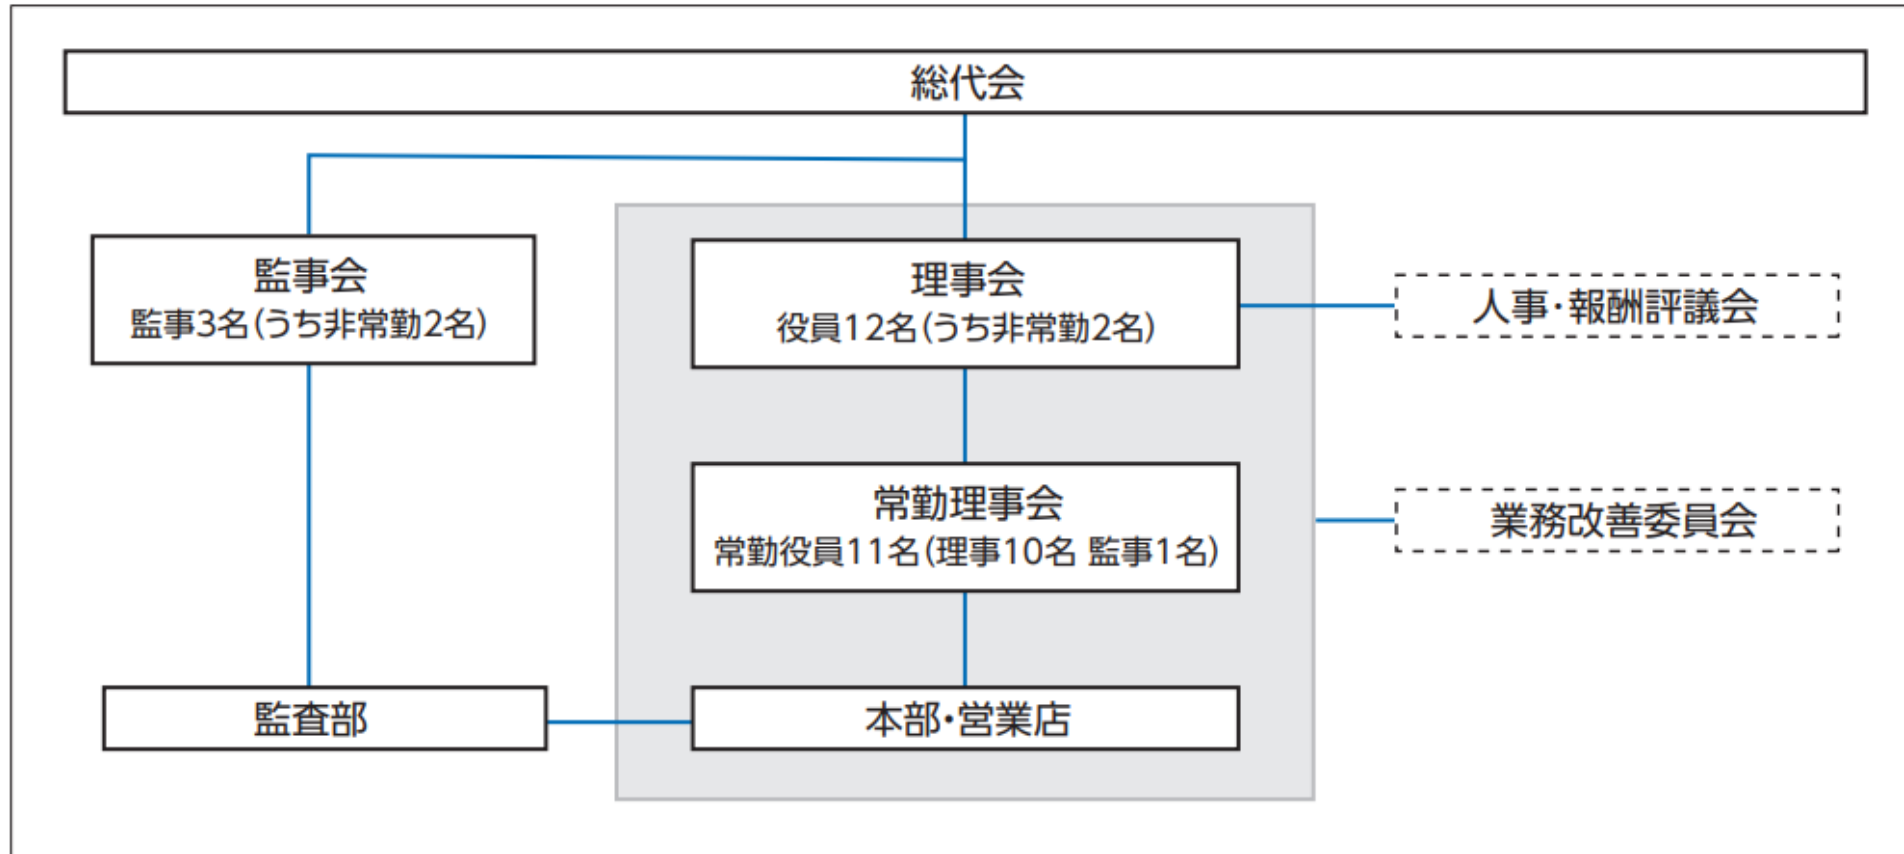 総代会
監事会
監事3名(うち非常勤2名)
理事会
役員12名(うち非常勤2名)
人事・報酬評議会
常勤理事会
常勤役員11名(理事10名 監事1名)
業務改善委員会
監査部
本部・営業店